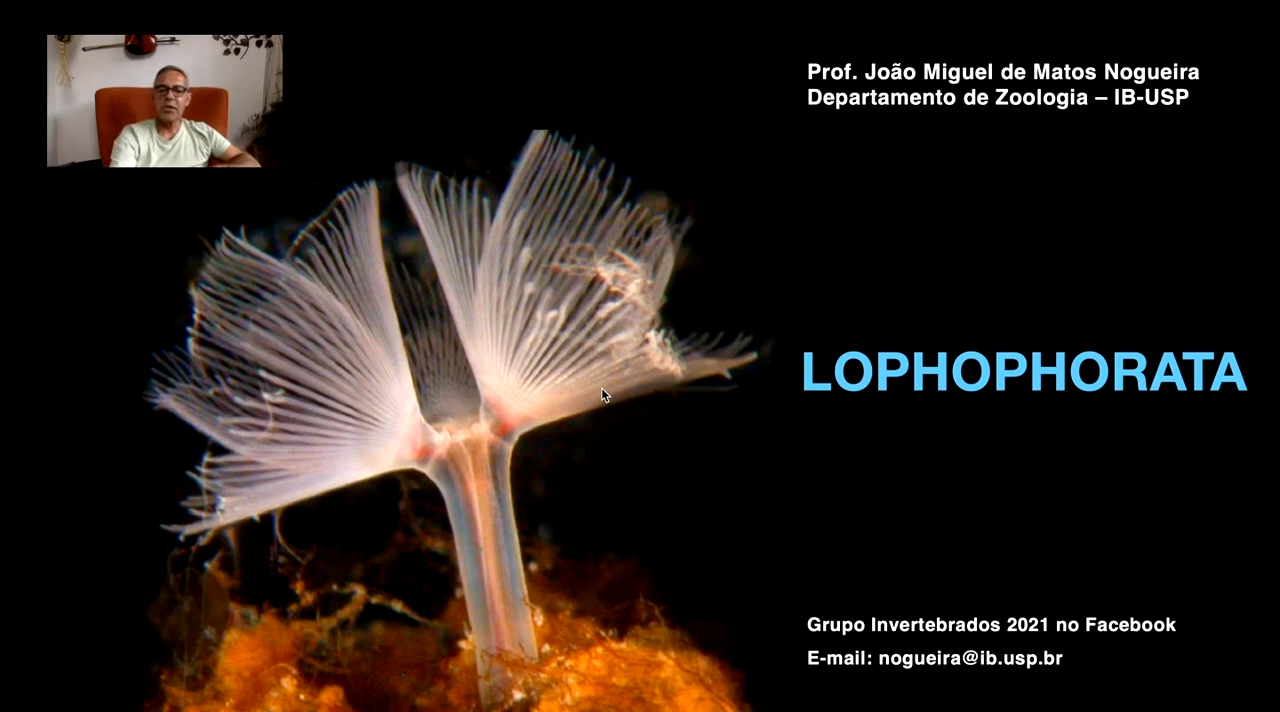 Prof. João Miguel de Matos Nogueira
Departamento de Zoologia – IB-USP
LOPHOPHORATA
Grupo Invertebrados 2021 no Facebook
E-mail: nogueira@ib.usp.br